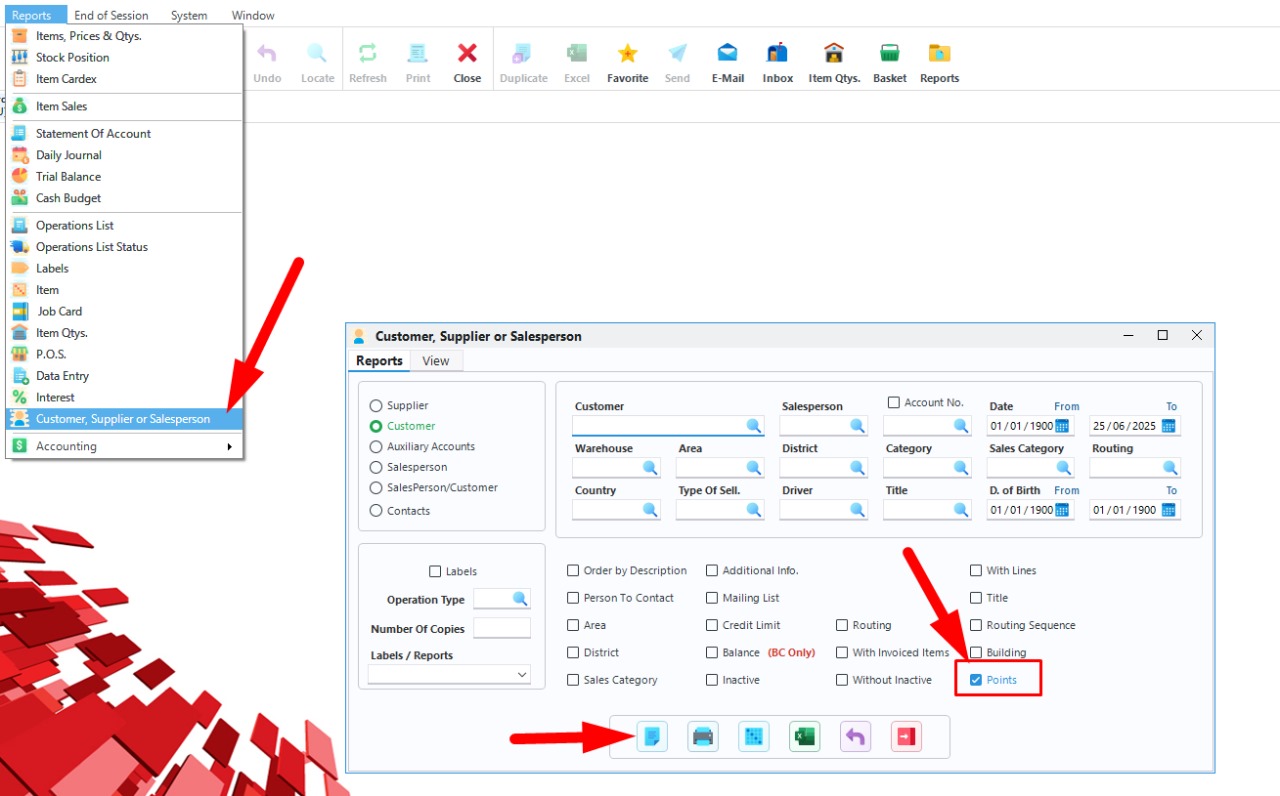 Reports End of Session System Window
Items, Prices & Qtys.
Stock Position
Item Cardex
Item Sales
Statement Of Account
Daily Journal
Trial Balance
Cash Budget
Operations List
Operations List Status
Labels
Item
Job Card
Item Qtys.
P.O.S.
Data Entry
Interest
Customer, Supplier or Salesperson
Accounting
Undo Locate Refresh Print Close Duplicate Excel Favorite Send E-Mail Inbox Item Qtys. Basket Reports
Customer, Supplier or Salesperson
Reports View
Supplier
Customer
Auxiliary Accounts
Salesperson
SalesPerson/Customer
Contacts
Customer Salesperson Account No. Date From To
01/01/1900 25/06/2025
Warehouse Area District Category Sales Category Routing
Country Type Of Sell. Driver Title D. of Birth From To
01/01/1900 01/01/1900
Labels
Operation Type
Number Of Copies
Labels / Reports
Order by Description Additional Info. With Lines
Person To Contact Mailing List Title
Area Credit Limit Routing Routing Sequence
District Balance (BC Only) With Invoiced Items Building
Sales Category Inactive Without Inactive Points